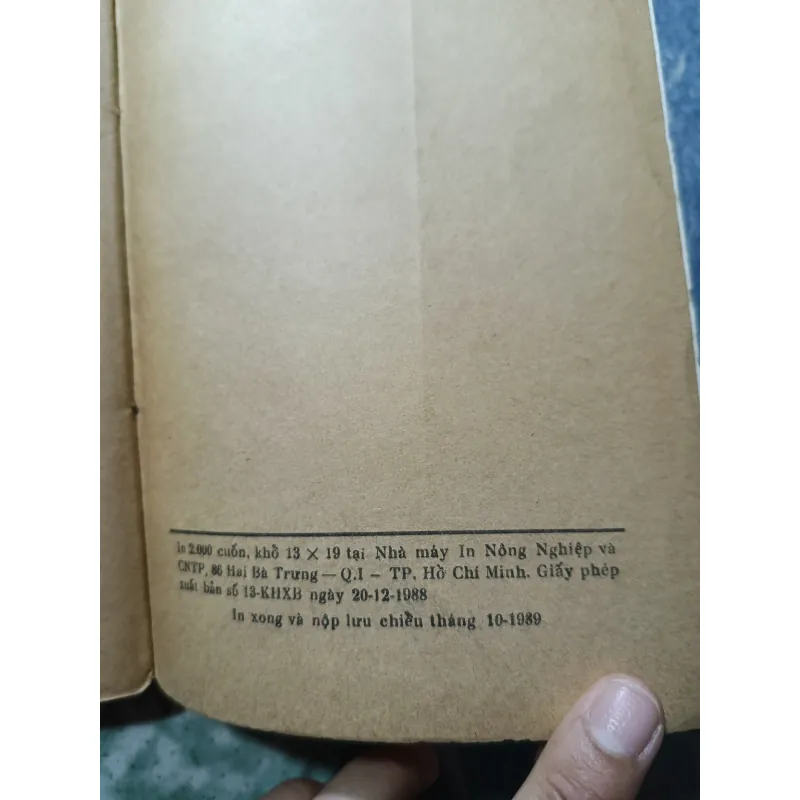 In 2.000 cuốn, khổ 13 × 19 tại Nhà máy In Nông Nghiệp và
CNTP, 86 Hai Bà Trưng — Q.I — TP. Hồ Chí Minh. Giấy phép
xuất bản số 13-KHXB ngày 20-12-1988
In xong và nộp lưu chiểu tháng 10-1989